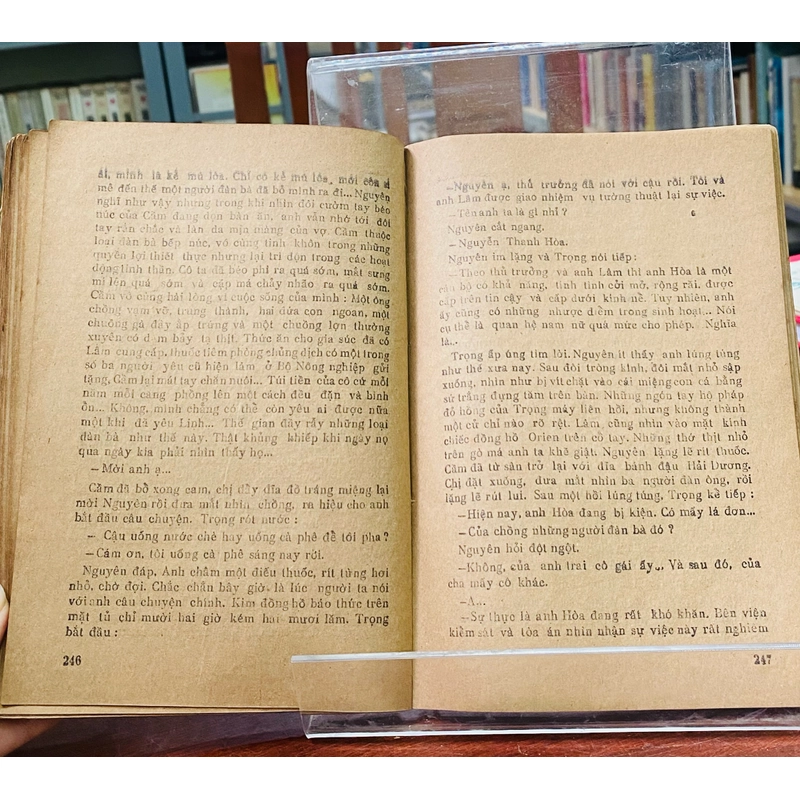 ái, mình là kẻ mù lòa. Chỉ có kẻ mù lòa, mới còn si
mê đến thế một người đàn bà đã bỏ mình ra đi... Nguyên
nghĩ như vậy nhưng trong khi nhìn đôi cườm tay béo
núc của Cầm đang dọn bàn ăn, anh vẫn nhớ tới đôi
tay rắn chắc và làn da mịa màng của vợ. Cầm thuộc
loại đàn bà bếp núc, vô cùng tinh khôn trong những
quyền lợi thiết thực nhưng lại trì độn trong các hoạt
động tinh thần. Cô ta đã béo phì ra quá sớm, mắt sưng
mí lên quá sớm và cặp má chảy nhão ra quá sớm.
Cầm vô cùng hài lòng vì cuộc sống của mình : Một ông
chồng vạm vỡ, trung thành, hai đứa con ngoan, một
chuồng gà đầy ắp trứng và một chuồng lợn thường
xuyên có dăm bảy tạ thịt. Thức ăn cho gia súc đã có
Lâm cung cấp, thuốc tiêm phòng chủng dịch có một trong
số ba người yêu cũ hiện làm ở Bộ Nông nghiệp gửi
tặng, Cầm lại mát tay chăn nuôi... Túi tiền của cô cứ mỗi
năm mỗi căng phồng lên một cách đều đặn và bình
ổn... Không, mình chẳng có thể còn yêu ai được nữa
một khi đã yêu Linh... Thế gian đầy rẫy những loại
đàn bà như thế này. Thật khủng khiếp khi ngày nọ
qua ngày kia phải nhìn thấy họ...
—Mời anh ạ...
Cầm đã bổ xong cam, chị đẩy đĩa đồ tráng miệng lại
mời Nguyên rồi đưa mắt nhìn chồng, ra hiệu cho anh
bắt đầu câu chuyện. Trọng rót nước :
— Cậu uống nước chè hay uống cà phê để tôi pha?
— Cám ơn, tôi uống cà phê sáng nay rồi.
Nguyên đáp. Anh châm một điếu thuốc, rít từng hơi
nhỏ, chờ đợi. Chắc chắn bây giờ là lúc người ta nói
với anh câu chuyện chính. Kim đồng hồ báo thức trên
mặt tủ chỉ mười hai giờ kém hai mươi lăm. Trọng
bắt đầu :
246
—Nguyên ạ, thủ trưởng đã nói với cậu rồi. Tôi và
anh Lâm được giao nhiệm vụ tường thuật lại sự việc.
—Tên anh ta là gì nhỉ ?
Nguyên cắt ngang.
— Nguyễn Thanh Hòa.
Nguyên im lặng và Trọng nói tiếp :
—Theo thủ trưởng và anh Lâm thì anh Hòa là một
cán bộ có khả năng, tính tình cởi mở, rộng rãi, được
cấp trên tin cậy và cấp dưới kính nể. Tuy nhiên, anh
ấy cũng có những nhược điểm trong sinh hoạt... Nói
cụ thể là quan hệ nam nữ quá mức cho phép. Nghĩa
là..
Trọng ấp úng tìm lời. Nguyên ít thấy anh lúng túng
như thế xưa nay. Sau đôi tròng kính, đôi mắt nhỏ sập
xuống, nhìn như bị vít chặt vào cái miệng con cá bằng
sứ trắng đựng tăm trên bàn. Những ngón tay hộ pháp
đỏ hồng của Trọng máy liên hồi, nhưng không thành
một cử chỉ nào rõ rệt. Lâm, cũng nhìn vào mặt kính
chiếc đồng hồ Orien trên cổ tay. Những thớ thịt nhỏ
trên gò má anh ta khẽ giật. Nguyên lặng lẽ rít thuốc.
Cầm đã từ sân trở lại với đĩa bánh đậu Hải Dương.
Chị đặt xuống, đưa mắt nhìn ba người đàn ông, rồi
lặng lẽ rút lui. Sau một hồi lúng túng, Trọng kể tiếp :
—Hiện nay, anh Hòa đang bị kiện. Có mấy lá đơn...
—Của chồng những người đàn bà đó ?
Nguyên hỏi đột ngột.
—Không, của anh trai cô gái ấy... Và sau đó, của
cha mấy cô khác.
—A...
—Sự thực là anh Hòa đang rất khó khăn. Bên viện
kiểm sát và tòa án nhìn nhận sự việc này rất nghiêm
247